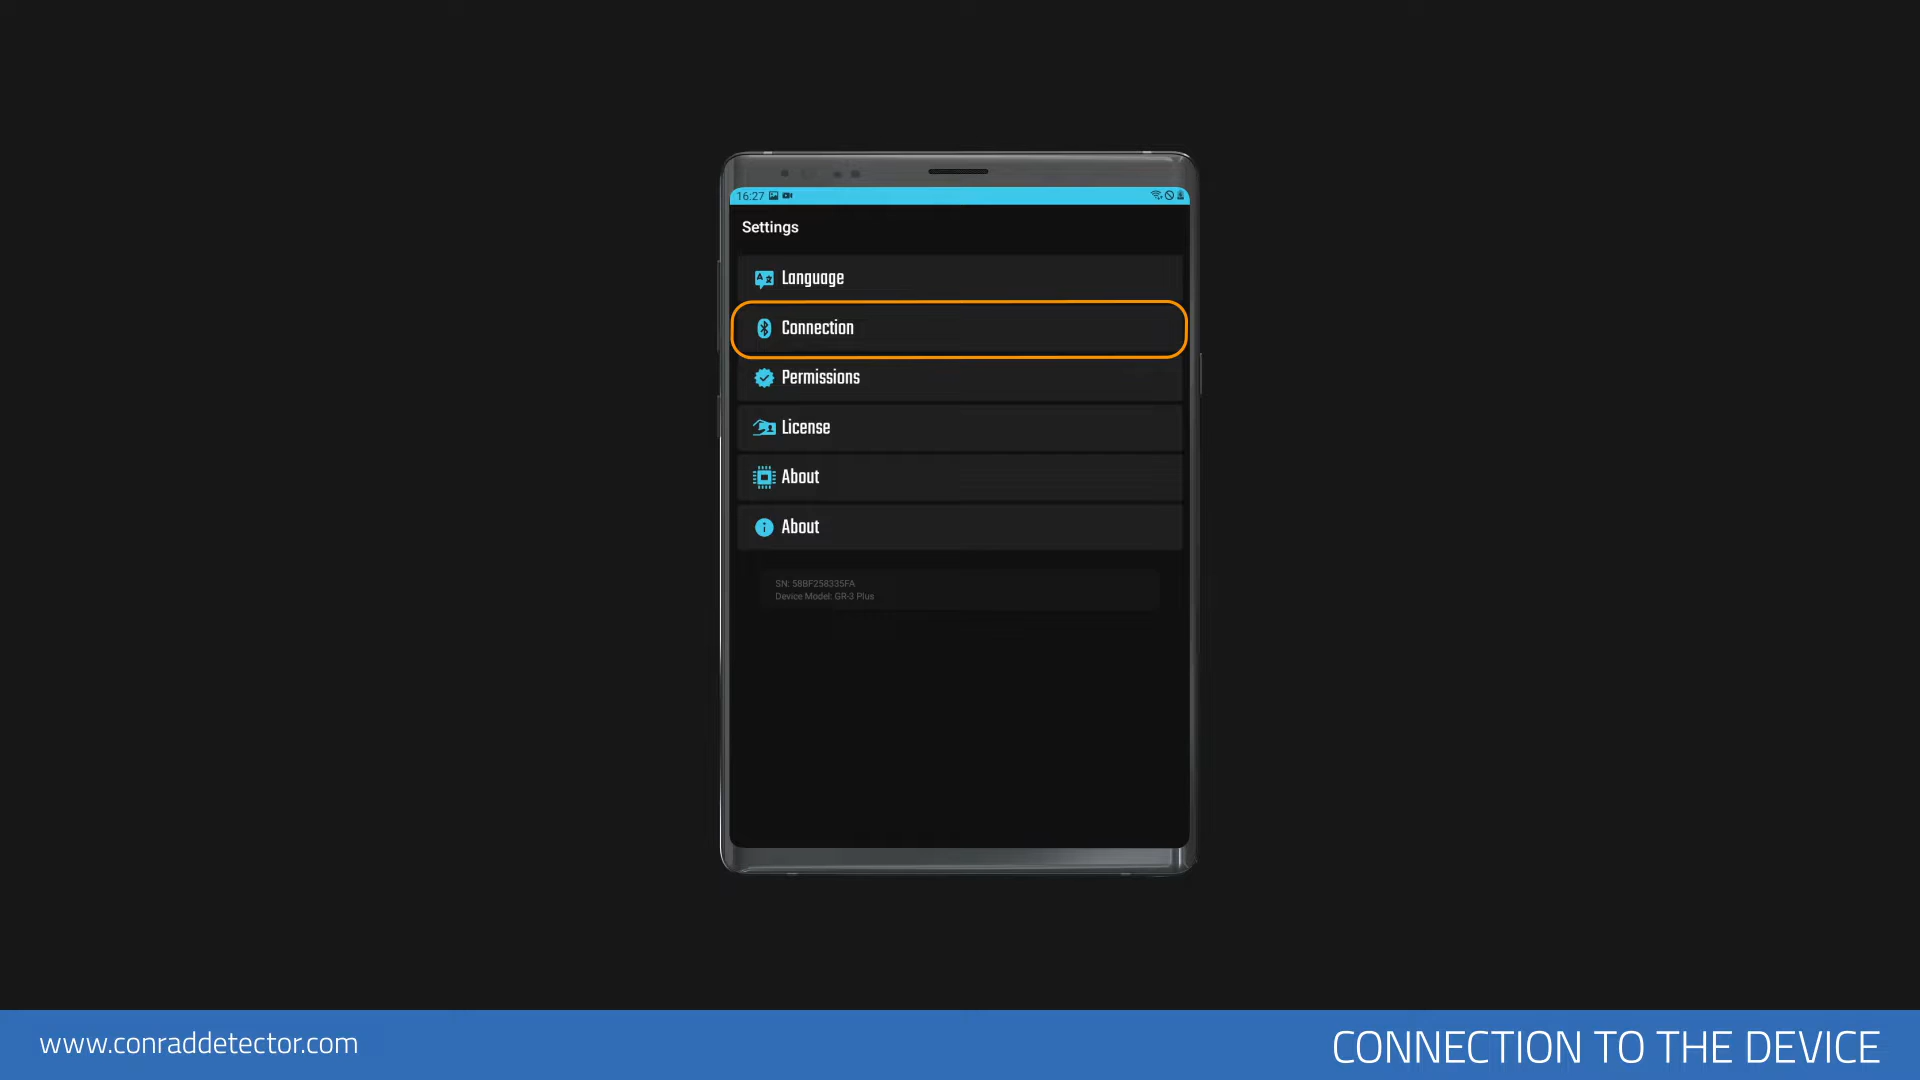 16:27
Settings
Language
Connection
Permissions
License
About
About
SN: 58BF258335FA
Device Model: GR-3 Plus
www.conraddetector.com
CONNECTION TO THE DEVICE